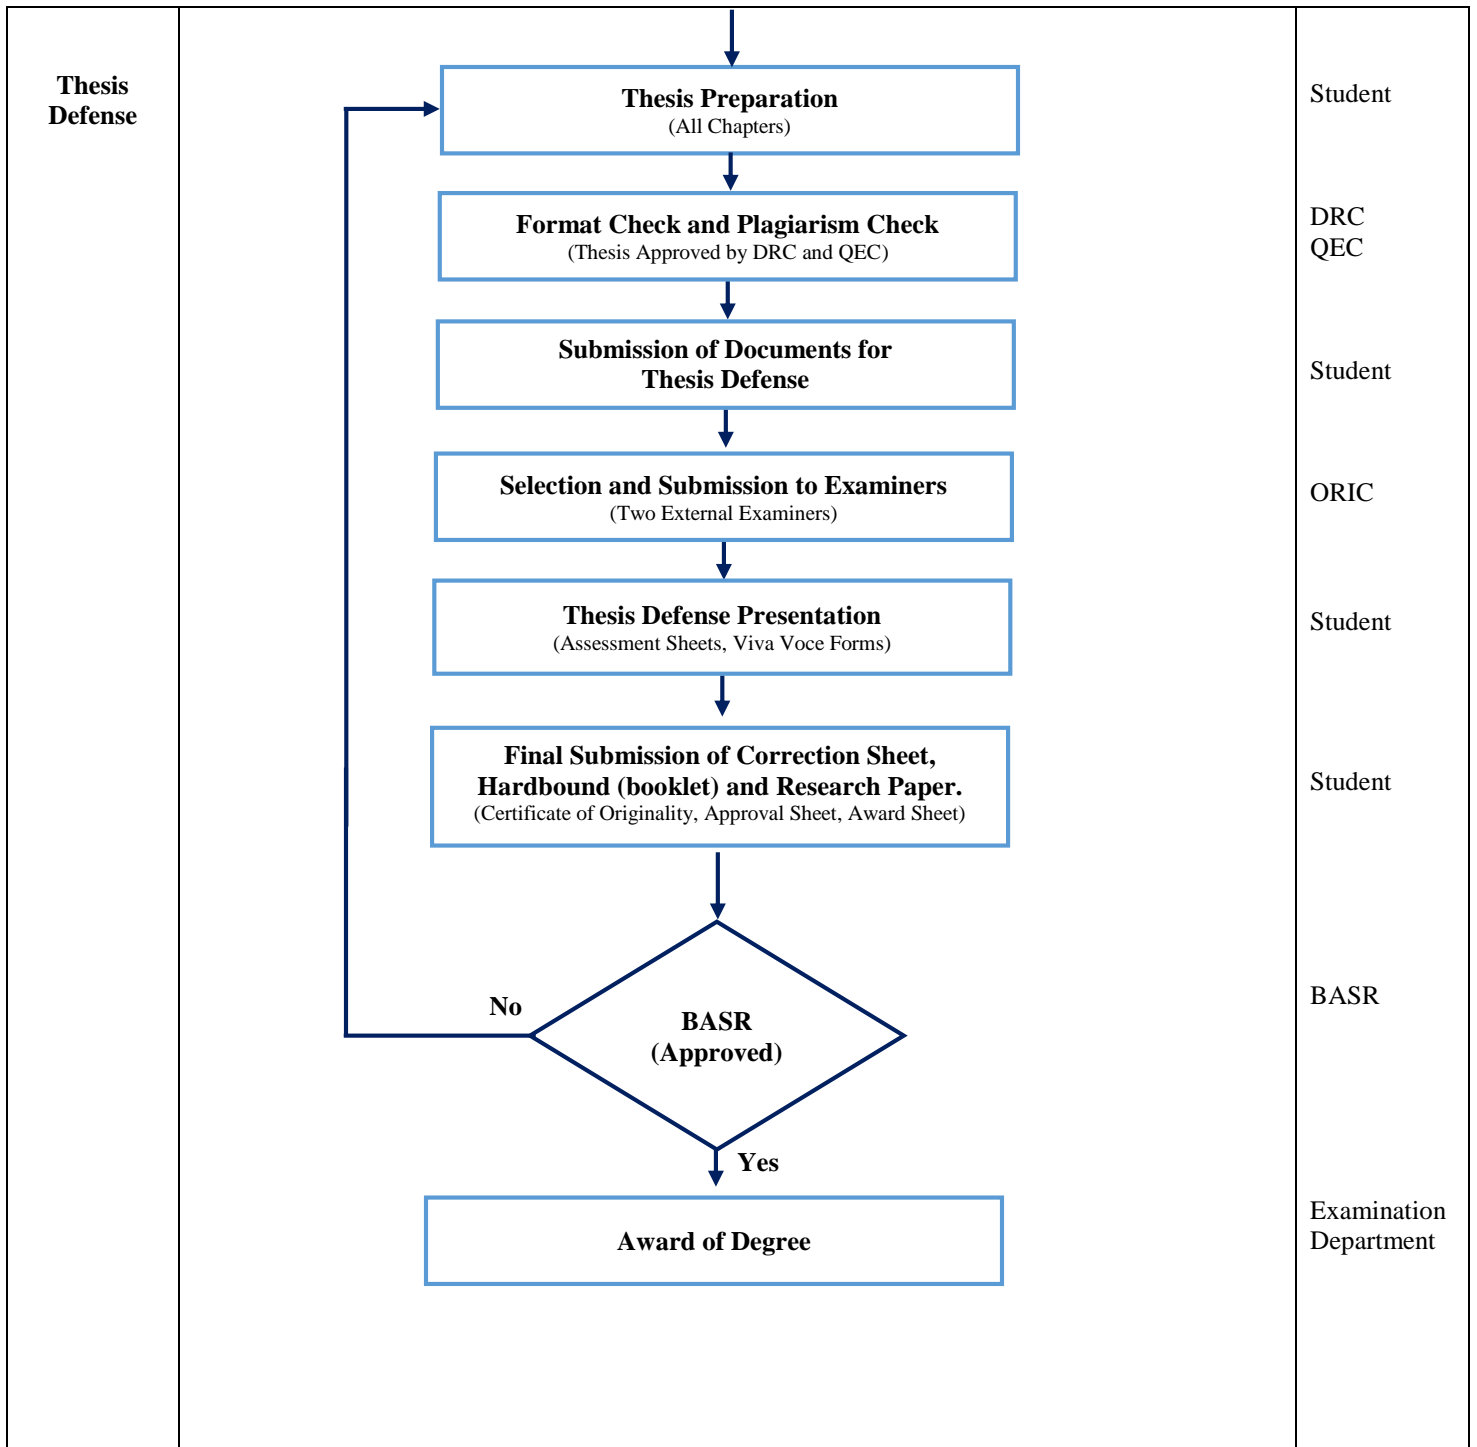 Thesis
Defense
Thesis Preparation
(All Chapters)
Student
Format Check and Plagiarism Check
(Thesis Approved by DRC and QEC)
DRC
QEC
Submission of Documents for
Thesis Defense
Student
Selection and Submission to Examiners
(Two External Examiners)
ORIC
Thesis Defense Presentation
(Assessment Sheets, Viva Voce Forms)
Student
Final Submission of Correction Sheet,
Hardbound (booklet) and Research Paper.
(Certificate of Originality, Approval Sheet, Award Sheet)
Student
No
BASR
(Approved)
BASR
Yes
Award of Degree
Examination
Department